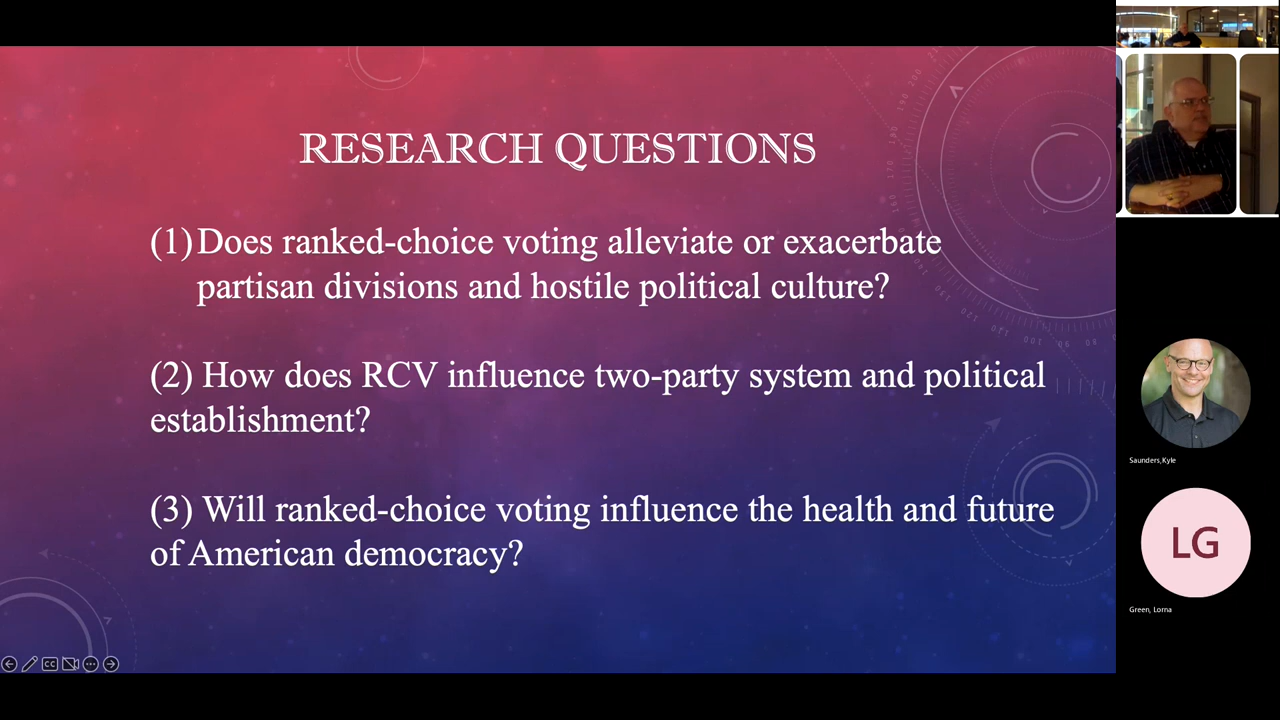 RESEARCH QUESTIONS
(1) Does ranked-choice voting alleviate or exacerbate
partisan divisions and hostile political culture?
(2) How does RCV influence two-party system and political
establishment?
(3) Will ranked-choice voting influence the health and future
of American democracy?
Saunders,Kyle
LG
Green, Lorna
CC